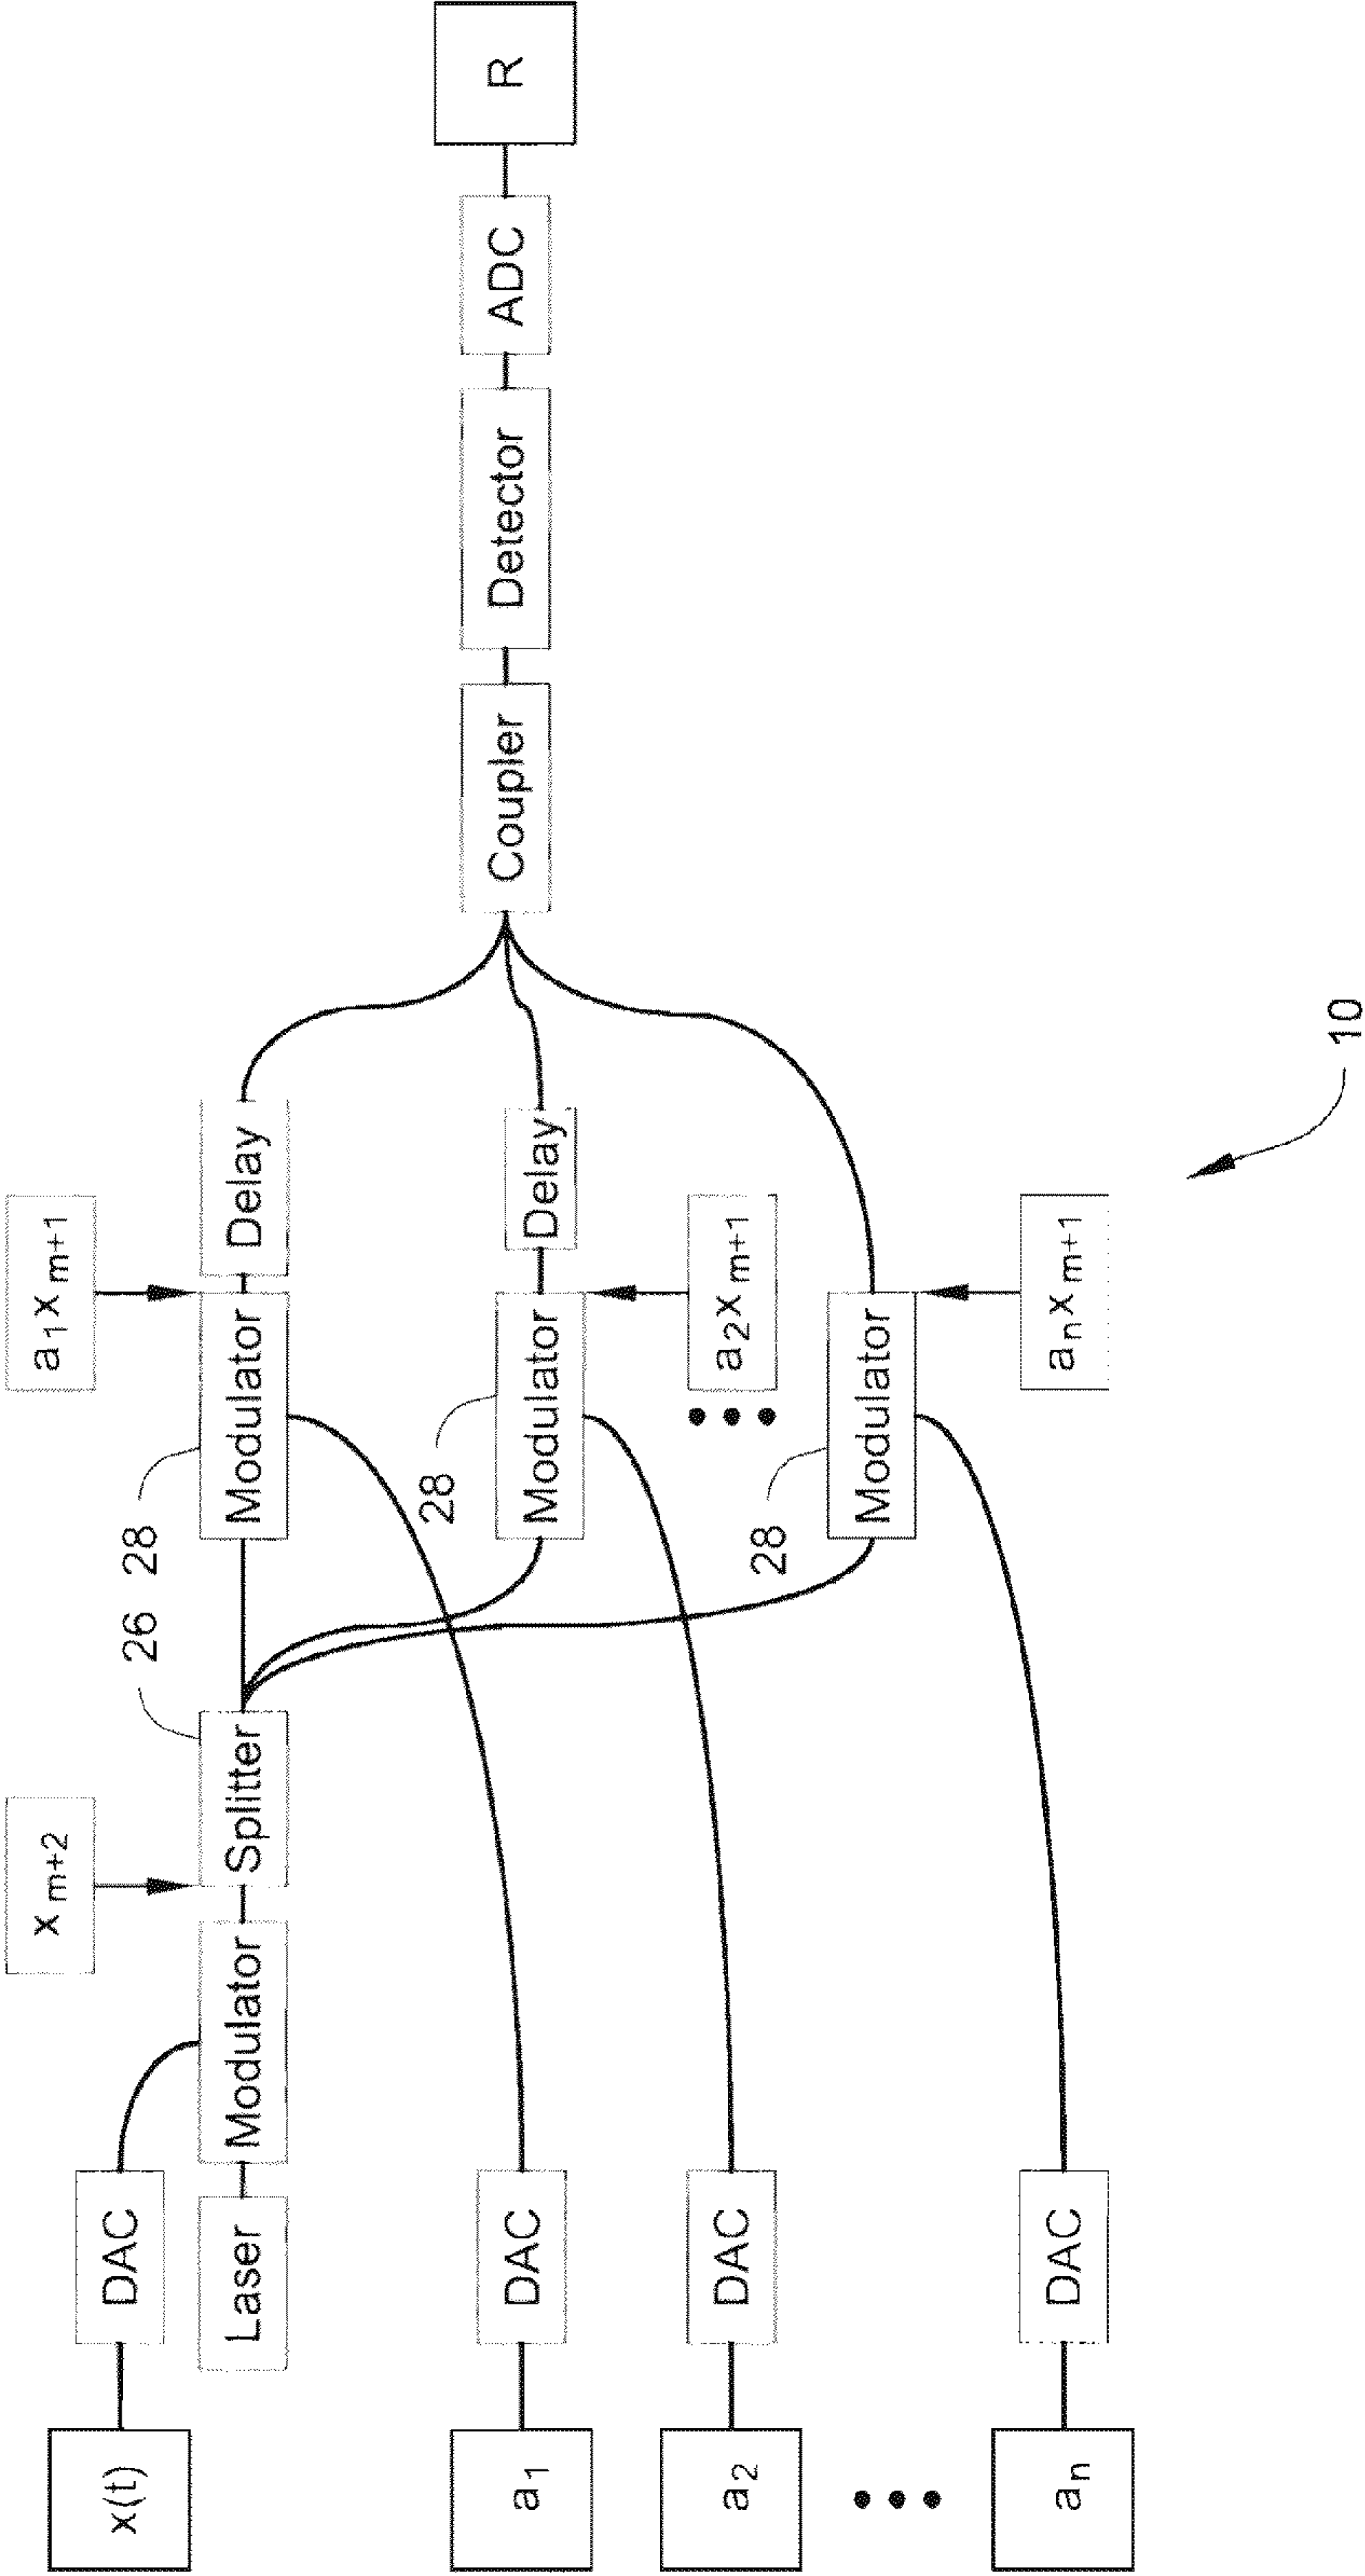 a₁xₘ₊₁
xₘ₊₂
26
28
x(t)
DAC
Laser
Modulator
Splitter
Modulator
Delay
28
a₁
DAC
Modulator
Delay
Coupler
Detector
ADC
R
a₂
DAC
a₂xₘ₊₁
28
Modulator
aₙ
DAC
aₙxₘ₊₁
10